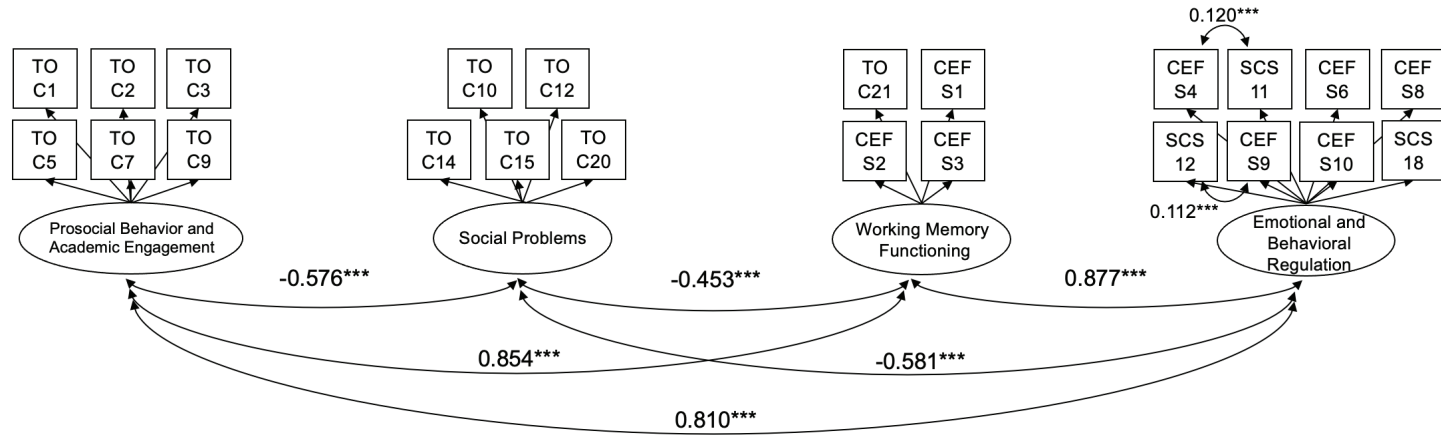 0.120***
TO
C1
TO
C2
TO
C3
TO
C10
TO
C12
TO
C21
CEF
S1
CEF
S4
SCS
11
CEF
S6
CEF
S8
TO
C5
TO
C7
TO
C9
TO
C14
TO
C15
TO
C20
CEF
S2
CEF
S3
SCS
12
CEF
S9
CEF
S10
SCS
18
0.112***
Prosocial Behavior and
Academic Engagement
Social Problems
Working Memory
Functioning
Emotional and
Behavioral
Regulation
-0.576***
-0.453***
0.877***
0.854***
-0.581***
0.810***